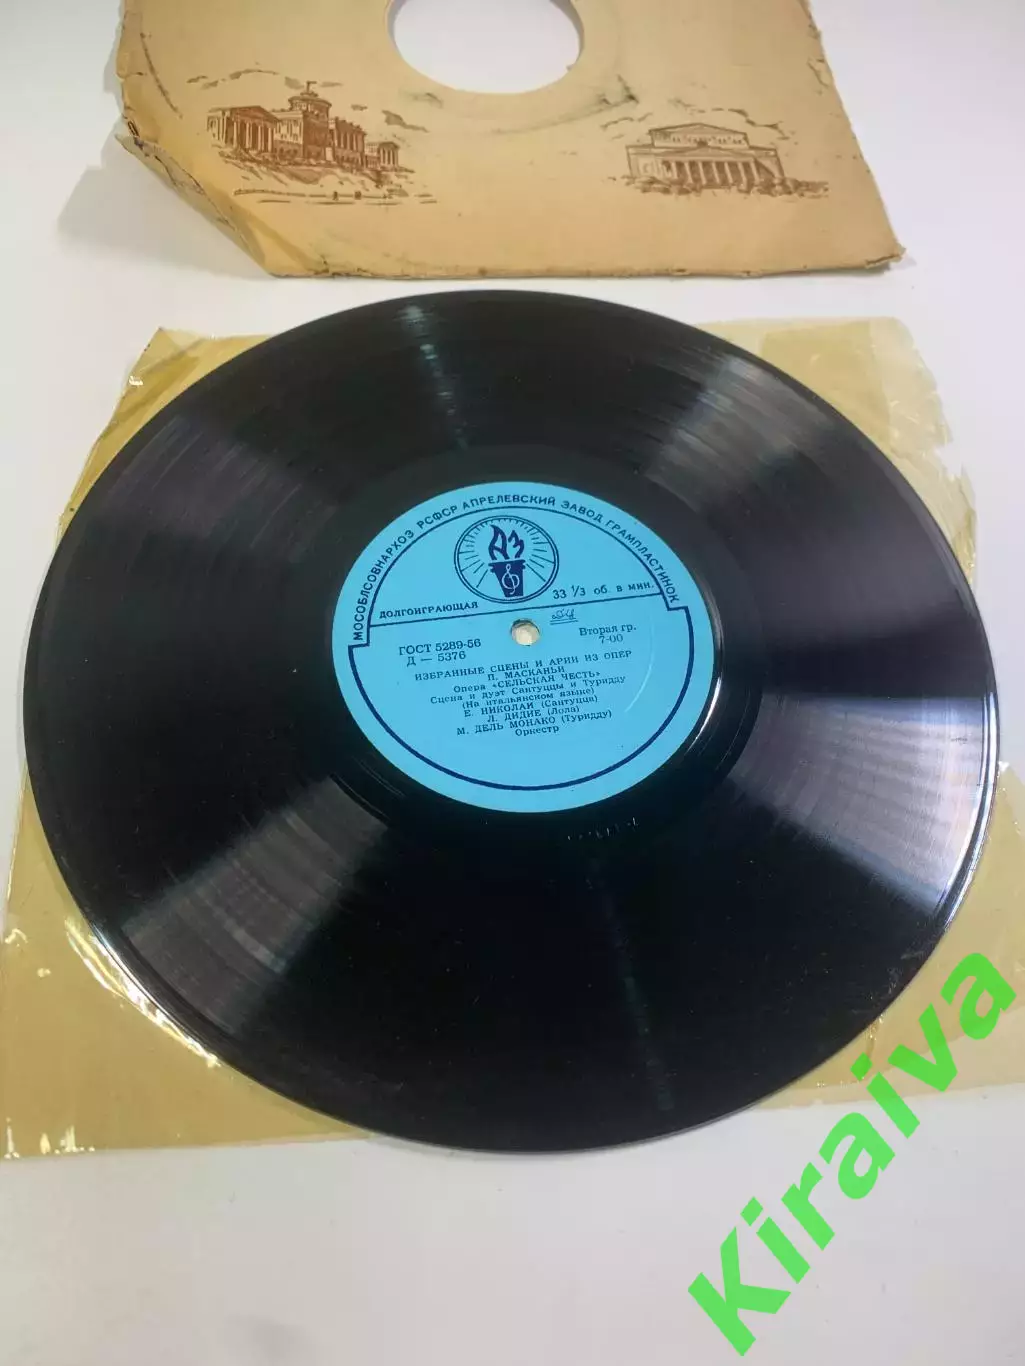 МОСОБЛСОВНАРХОЗ РСФСР АПРЕЛЕВСКИЙ ЗАВОД ГРАМПЛАСТИНОК
АЗ
ДОЛГОИГРАЮЩАЯ 33 1/3 об. в мин.
ГОСТ 5289-56 Вторая гр.
Д — 5376 7-00
ИЗБРАННЫЕ СЦЕНЫ И АРИИ ИЗ ОПЕР
П. МАСКАНЬИ
Опера «СЕЛЬСКАЯ ЧЕСТЬ»
Сцена и дуэт Сантуццы и Туридду
(На итальянском языке)
Е. НИКОЛАИ (Сантуцца)
Л. ДИДИЕ (Лола)
М. ДЕЛЬ МОНАКО (Туридду)
Оркестр
Kiraiva